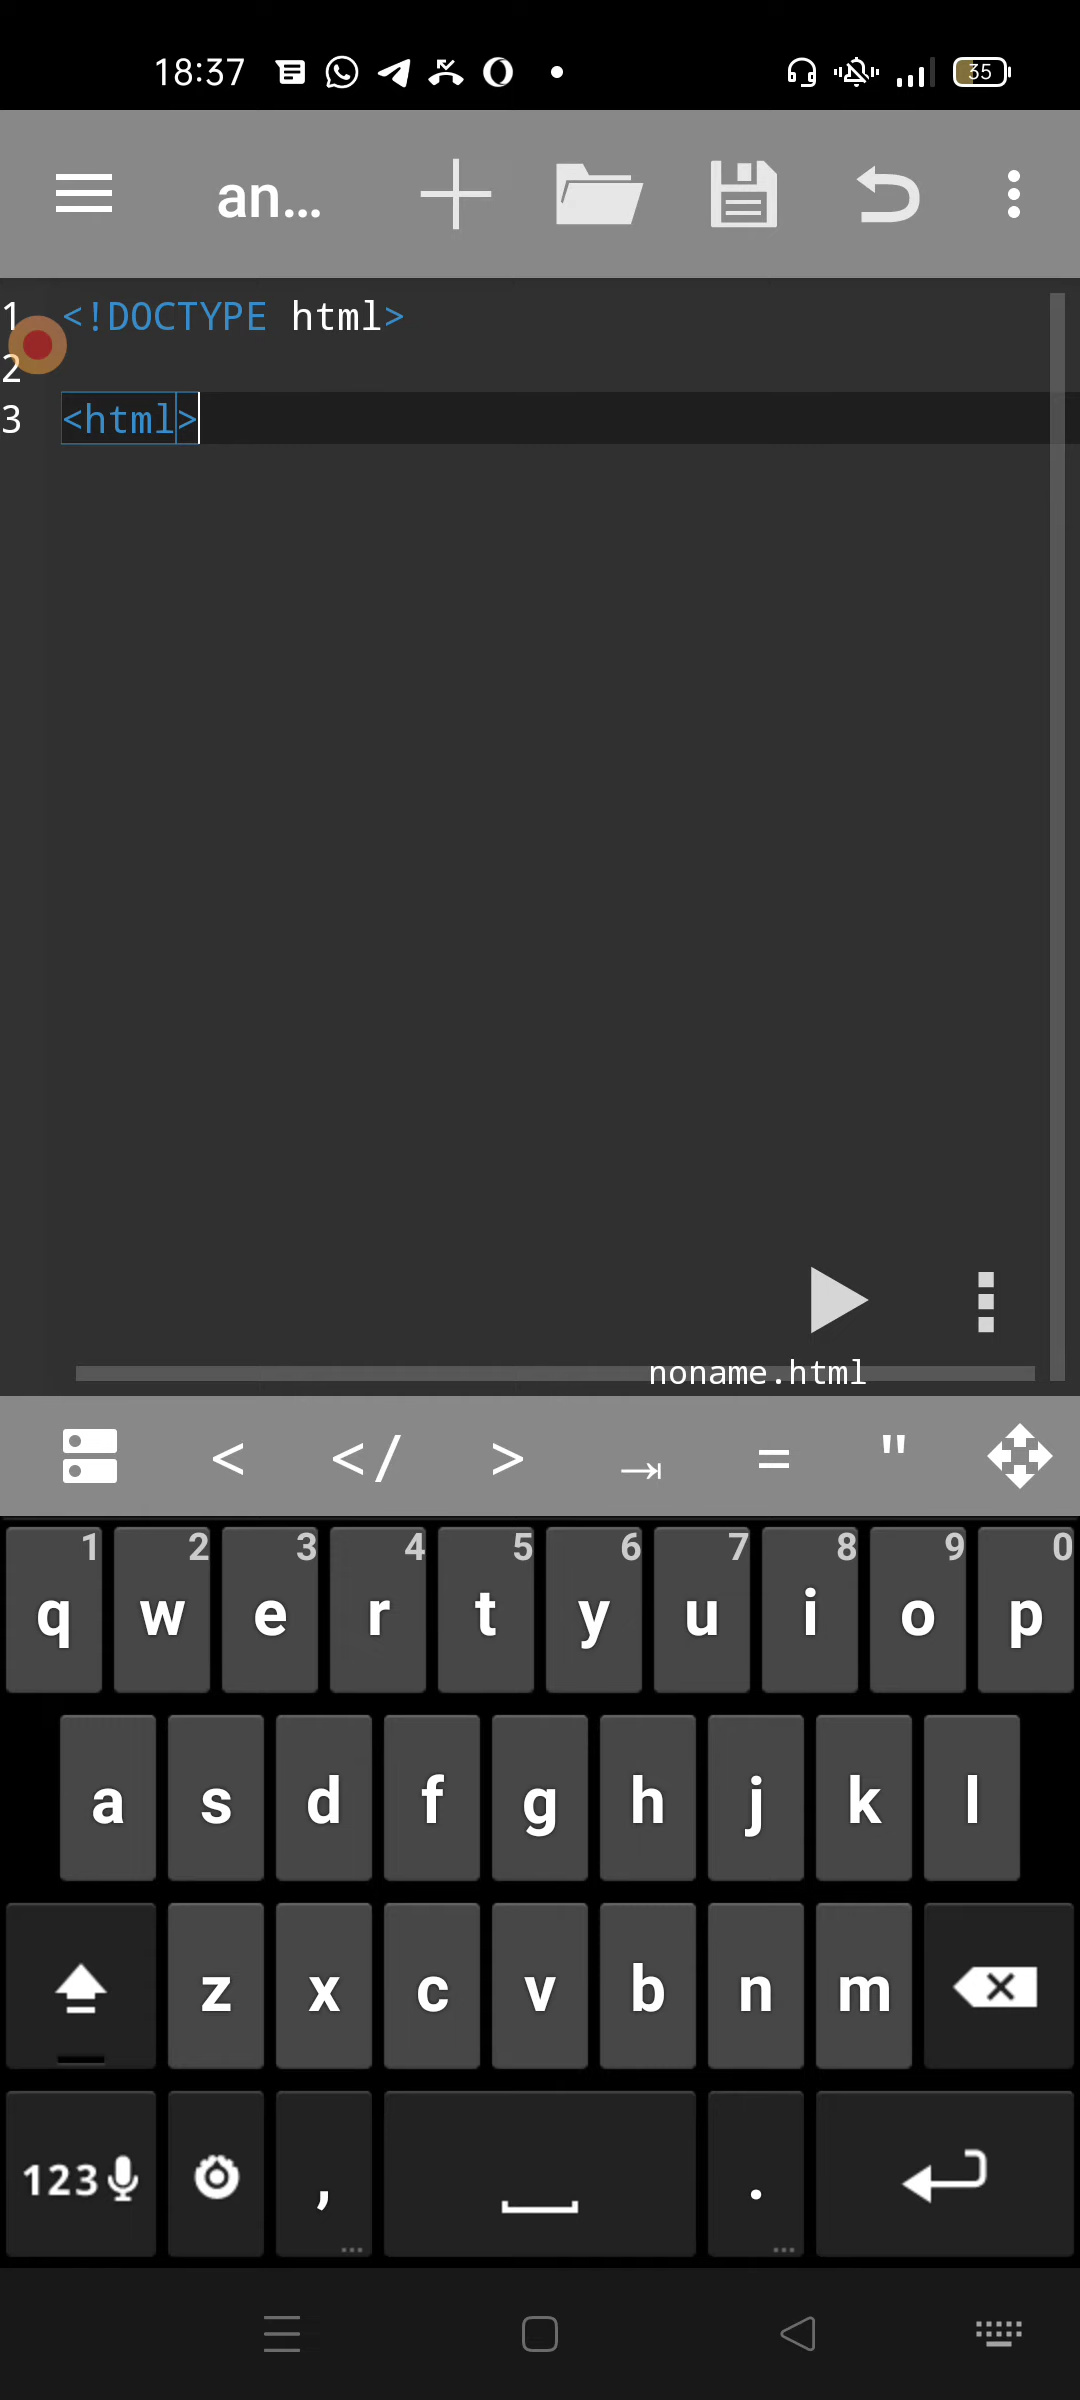 18:37
35
an...
1 <!DOCTYPE html>
2
3 <html>
noname.html
< </ > = "
1 2 3 4 5 6 7 8 9 0
q w e r t y u i o p
a s d f g h j k l
z x c v b n m
123 , .